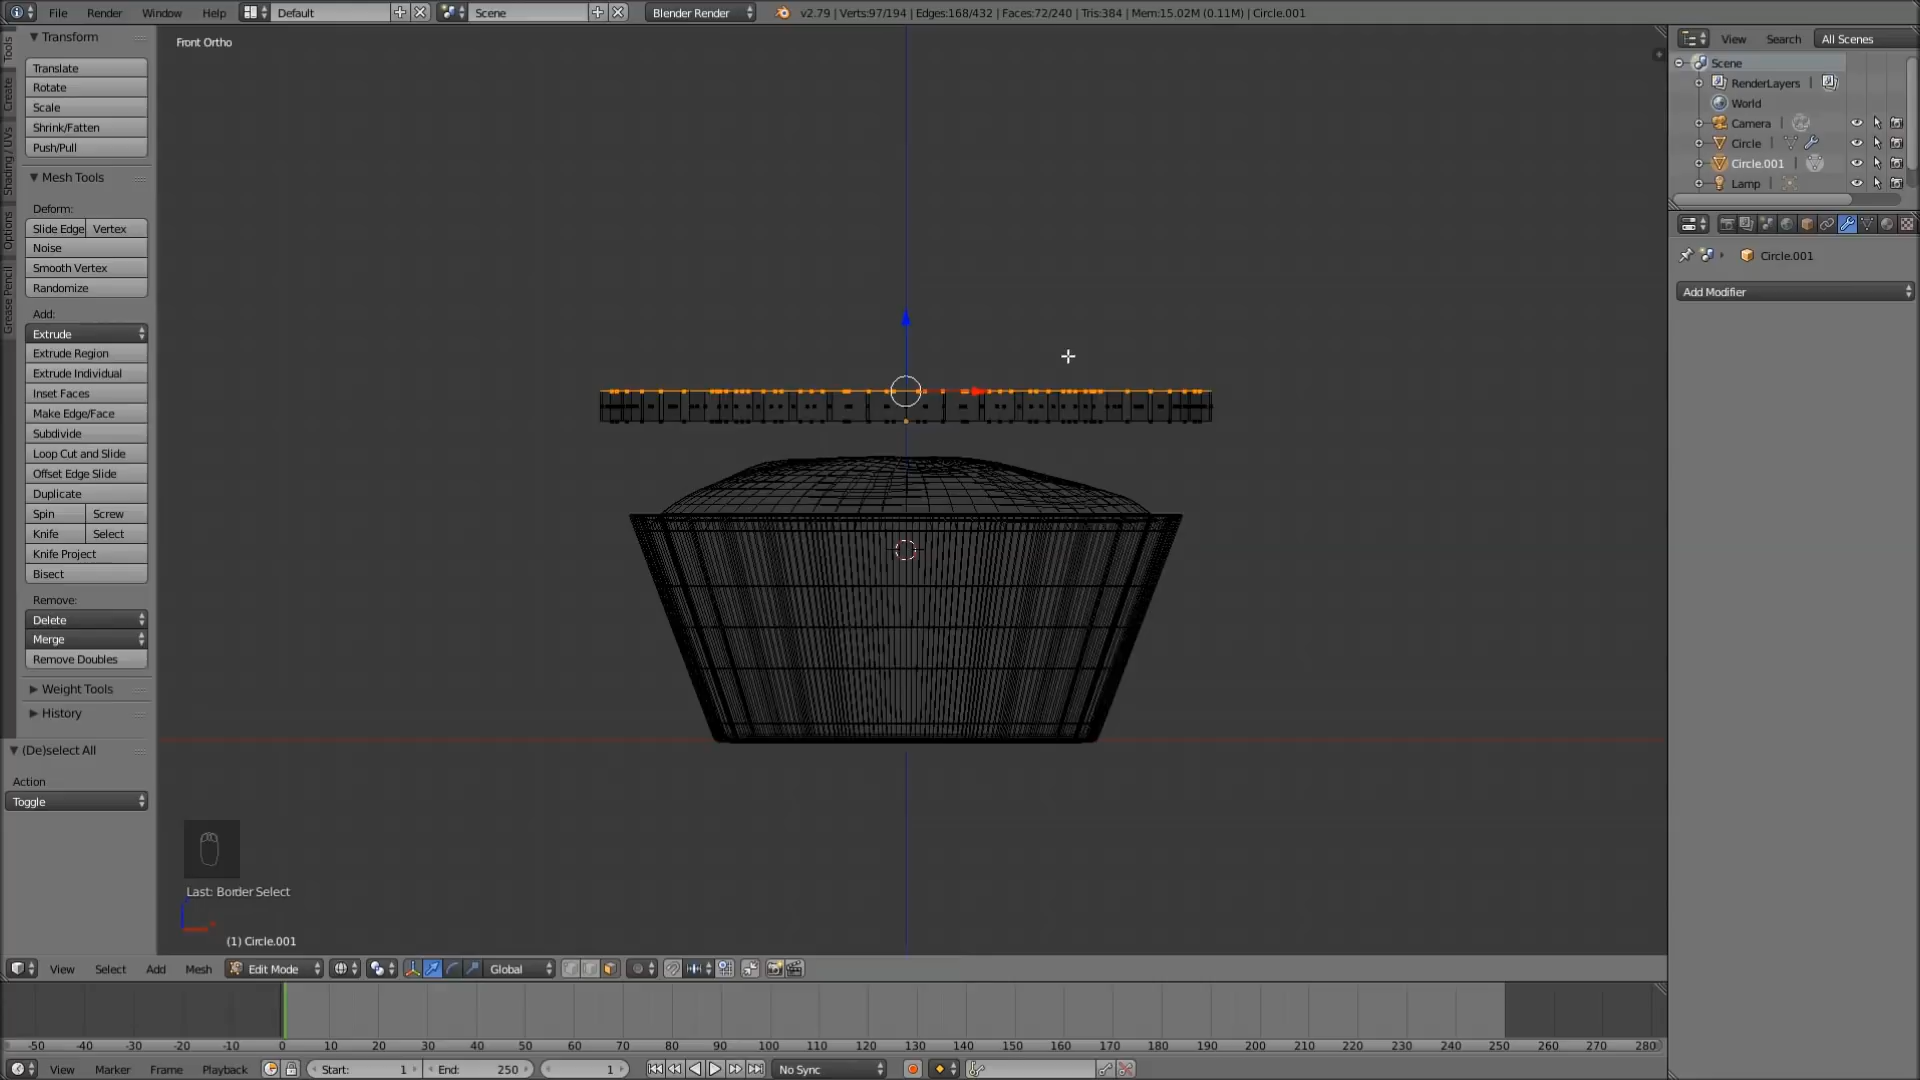 File Render Window Help Default Scene Blender Render v2.79 | Verts:97/194 | Edges:168/432 | Faces:72/240 | Tris:384 | Mem:15.02M (0.11M) | Circle.001
Tools
Create
Shading / UVs
Options
Grease Pencil
Transform
Translate
Rotate
Scale
Shrink/Fatten
Push/Pull
Mesh Tools
Deform:
Slide Edge Vertex
Noise
Smooth Vertex
Randomize
Add:
Extrude
Extrude Region
Extrude Individual
Inset Faces
Make Edge/Face
Subdivide
Loop Cut and Slide
Offset Edge Slide
Duplicate
Spin Screw
Knife Select
Knife Project
Bisect
Remove:
Delete
Merge
Remove Doubles
Weight Tools
History
(De)select All
Action
Toggle
Front Ortho
Last: Border Select
(1) Circle.001
View Search All Scenes
Scene
RenderLayers
World
Camera
Circle
Circle.001
Lamp
Circle.001
Add Modifier
View Select Add Mesh Edit Mode Global
-50 -40 -30 -20 -10 0 10 20 30 40 50 60 70 80 90 100 110 120 130 140 150 160 170 180 190 200 210 220 230 240 250 260 270 280
View Marker Frame Playback Start: 1 End: 250 1 No Sync